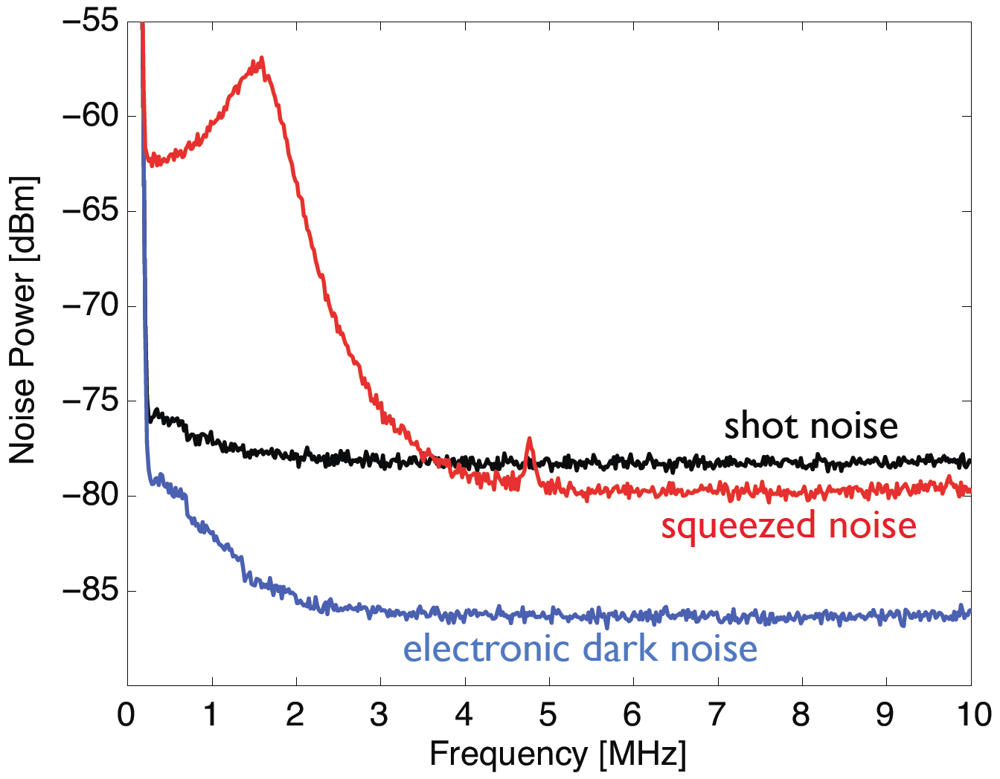 −55
−60
−65
−70
−75
−80
−85
Noise Power [dBm]
shot noise
squeezed noise
electronic dark noise
0 1 2 3 4 5 6 7 8 9 10
Frequency [MHz]